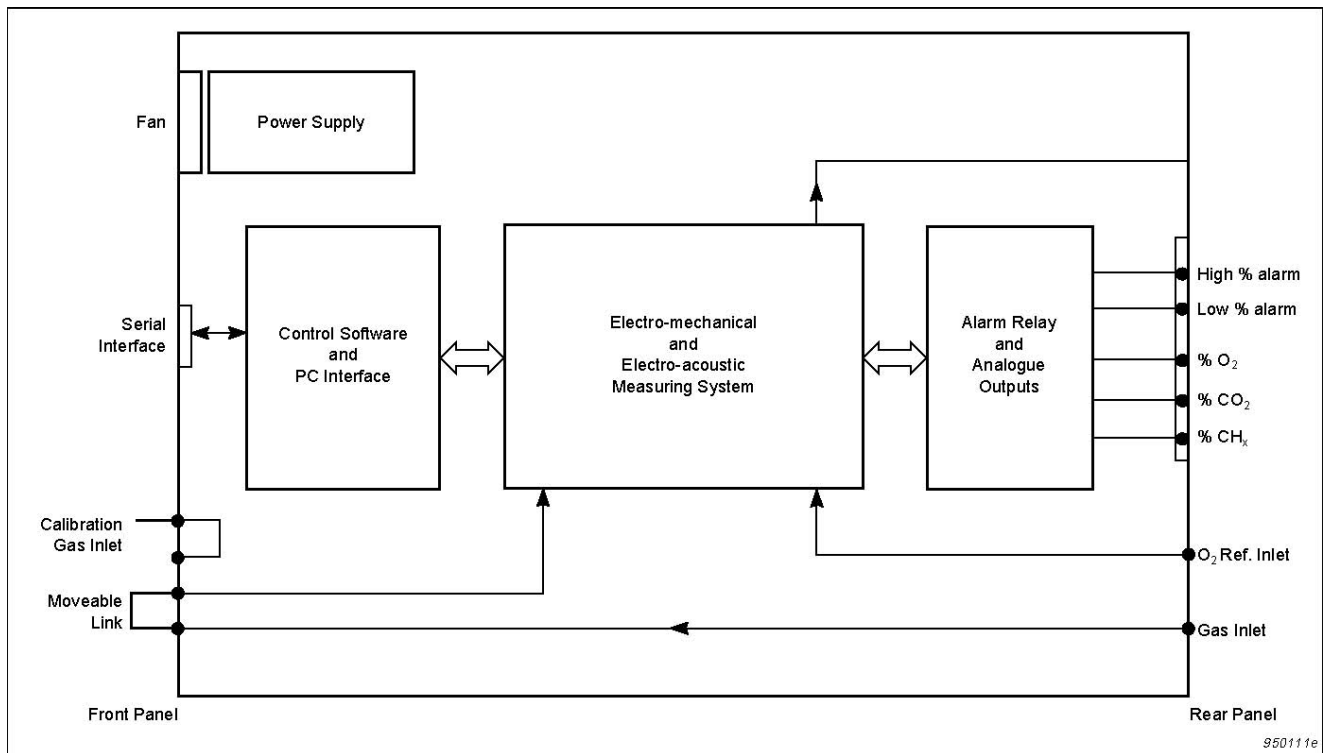 Fan
Power Supply
Serial
Interface
Control Software
and
PC Interface
Electro-mechanical
and
Electro-acoustic
Measuring System
Alarm Relay
and
Analogue
Outputs
High % alarm
Low % alarm
% O₂
% CO₂
% CHₓ
Calibration
Gas Inlet
Moveable
Link
O₂ Ref. Inlet
Gas Inlet
Front Panel
Rear Panel
950111e